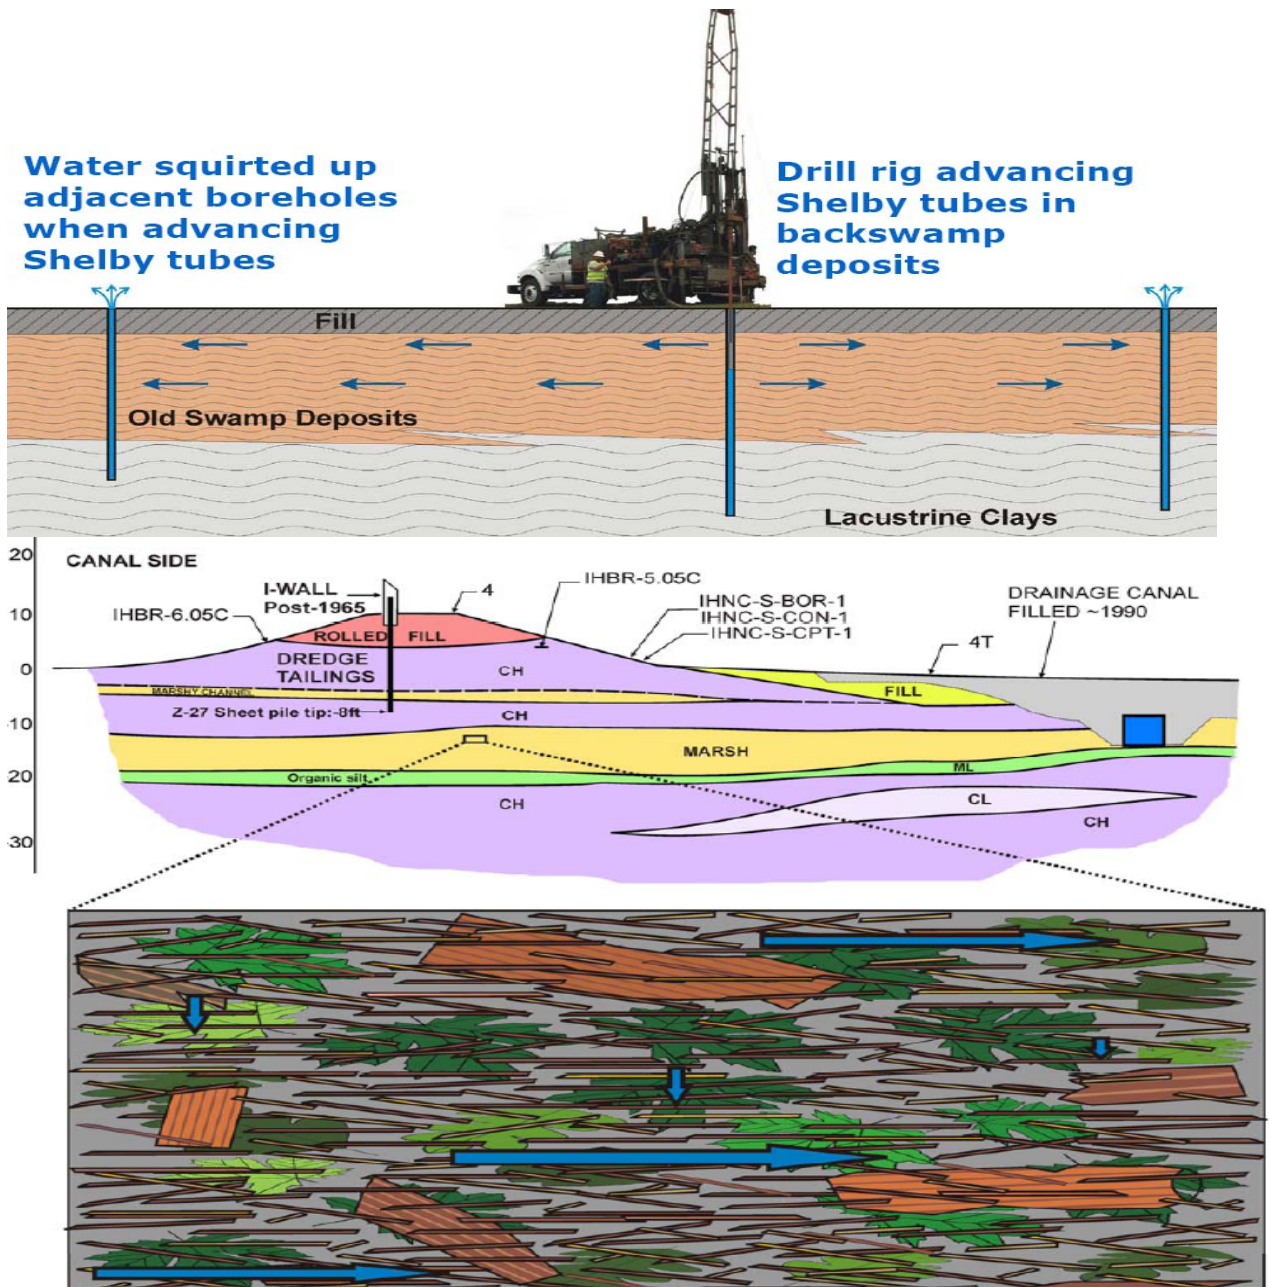 Water squirted up
adjacent boreholes
when advancing
Shelby tubes
Drill rig advancing
Shelby tubes in
backswamp
deposits
Fill
Old Swamp Deposits
Lacustrine Clays
20
CANAL SIDE
I-WALL
Post-1965
4
IHBR-5.05C
IHNC-S-BOR-1
IHNC-S-CON-1
IHNC-S-CPT-1
DRAINAGE CANAL
FILLED ~1990
10
IHBR-6.05C
ROLLED FILL
4T
DREDGE
TAILINGS
CH
0
MARSHY CHANNEL
FILL
Z-27 Sheet pile tip:-8ft
CH
-10
MARSH
20
Organic silt
ML
CH
CL
CH
-30